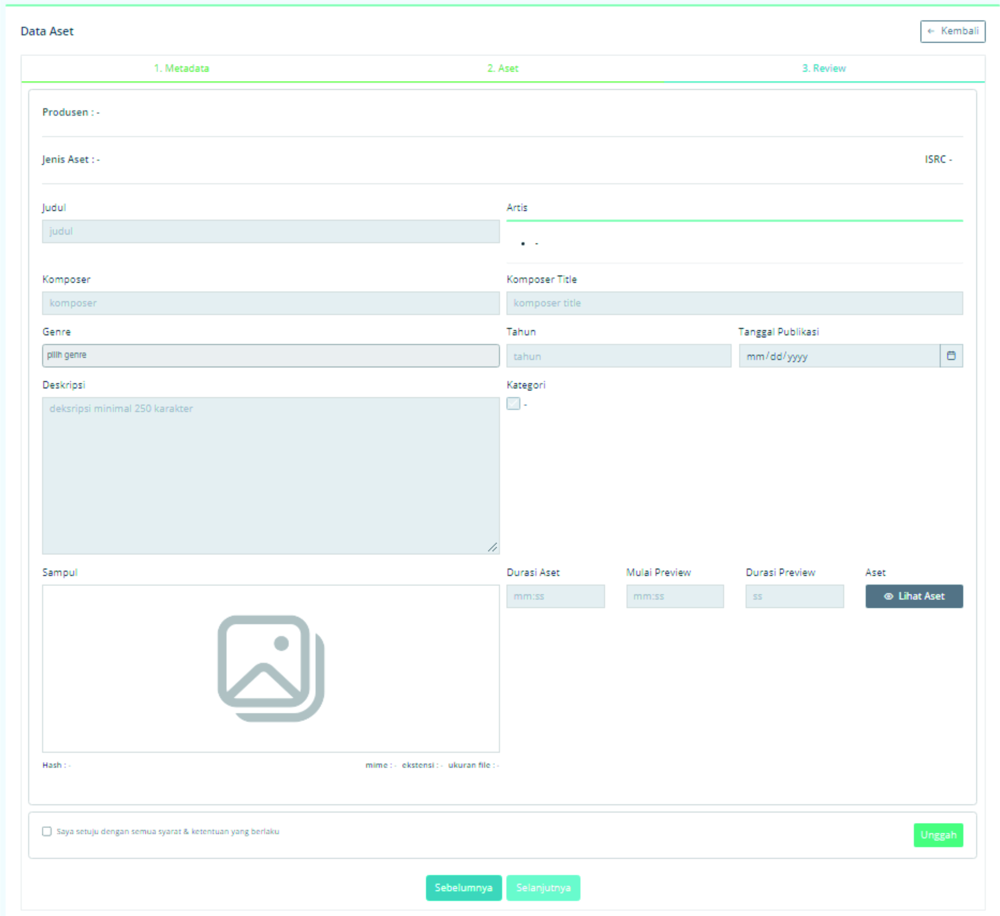 Data Aset
Kembali
1. Metadata
2. Aset
3. Review
Produsen : -
Jenis Aset : -
ISRC -
Judul
Artis
judul
-
Komposer
Komposer Title
komposer
komposer title
Genre
Tahun
Tanggal Publikasi
pilih genre
tahun
mm/dd/yyyy
Deskripsi
Kategori
deksripsi minimal 250 karakter
-
Sampul
Durasi Aset
Mulai Preview
Durasi Preview
Aset
mm:ss
mm:ss
ss
Lihat Aset
Hash : -
mime : - ekstensi : - ukuran file : -
Saya setuju dengan semua syarat & ketentuan yang berlaku
Unggah
Sebelumnya
Selanjutnya